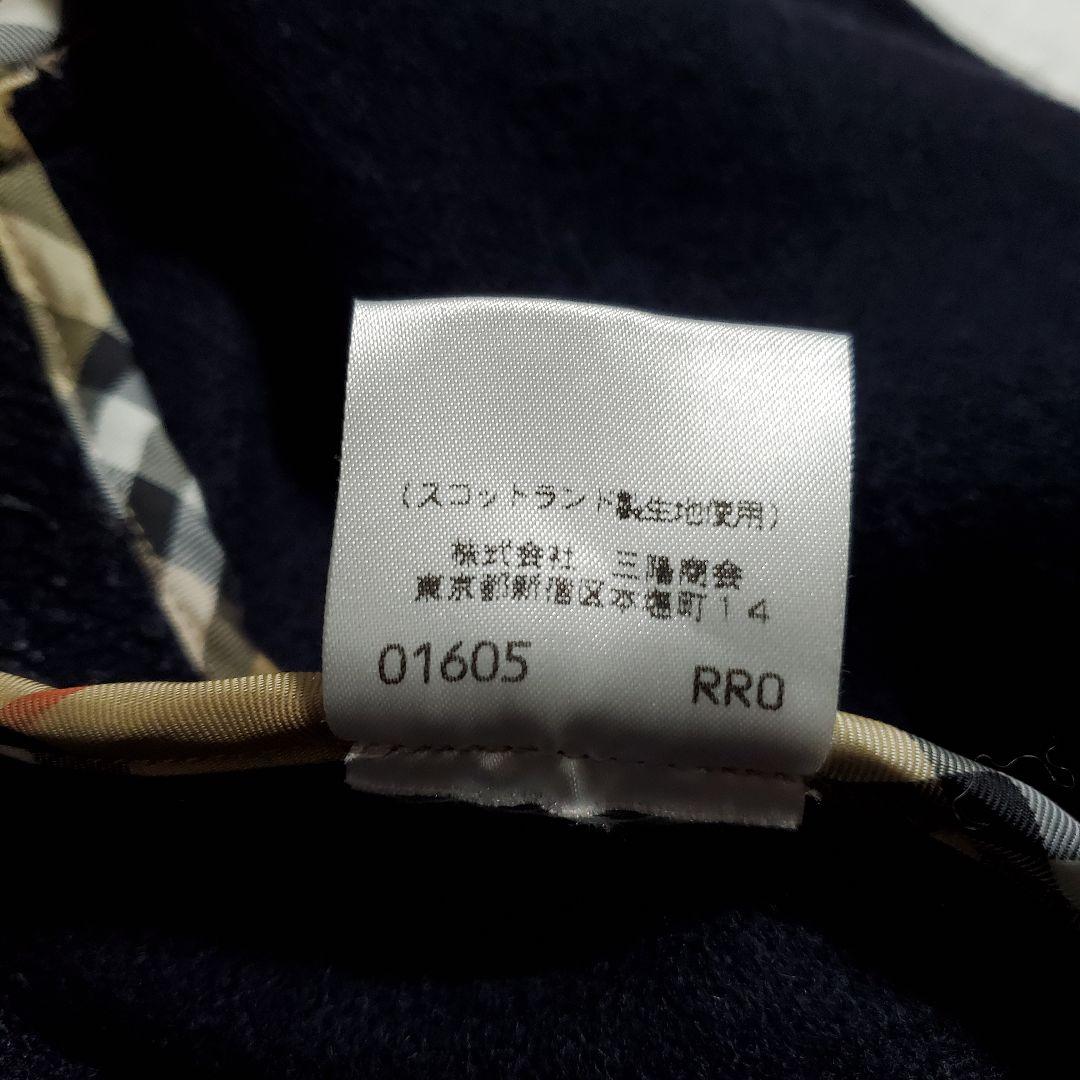 (スコットランド製生地使用)
株式会社 三陽商会
東京都新宿区本塩町14
01605 RR0